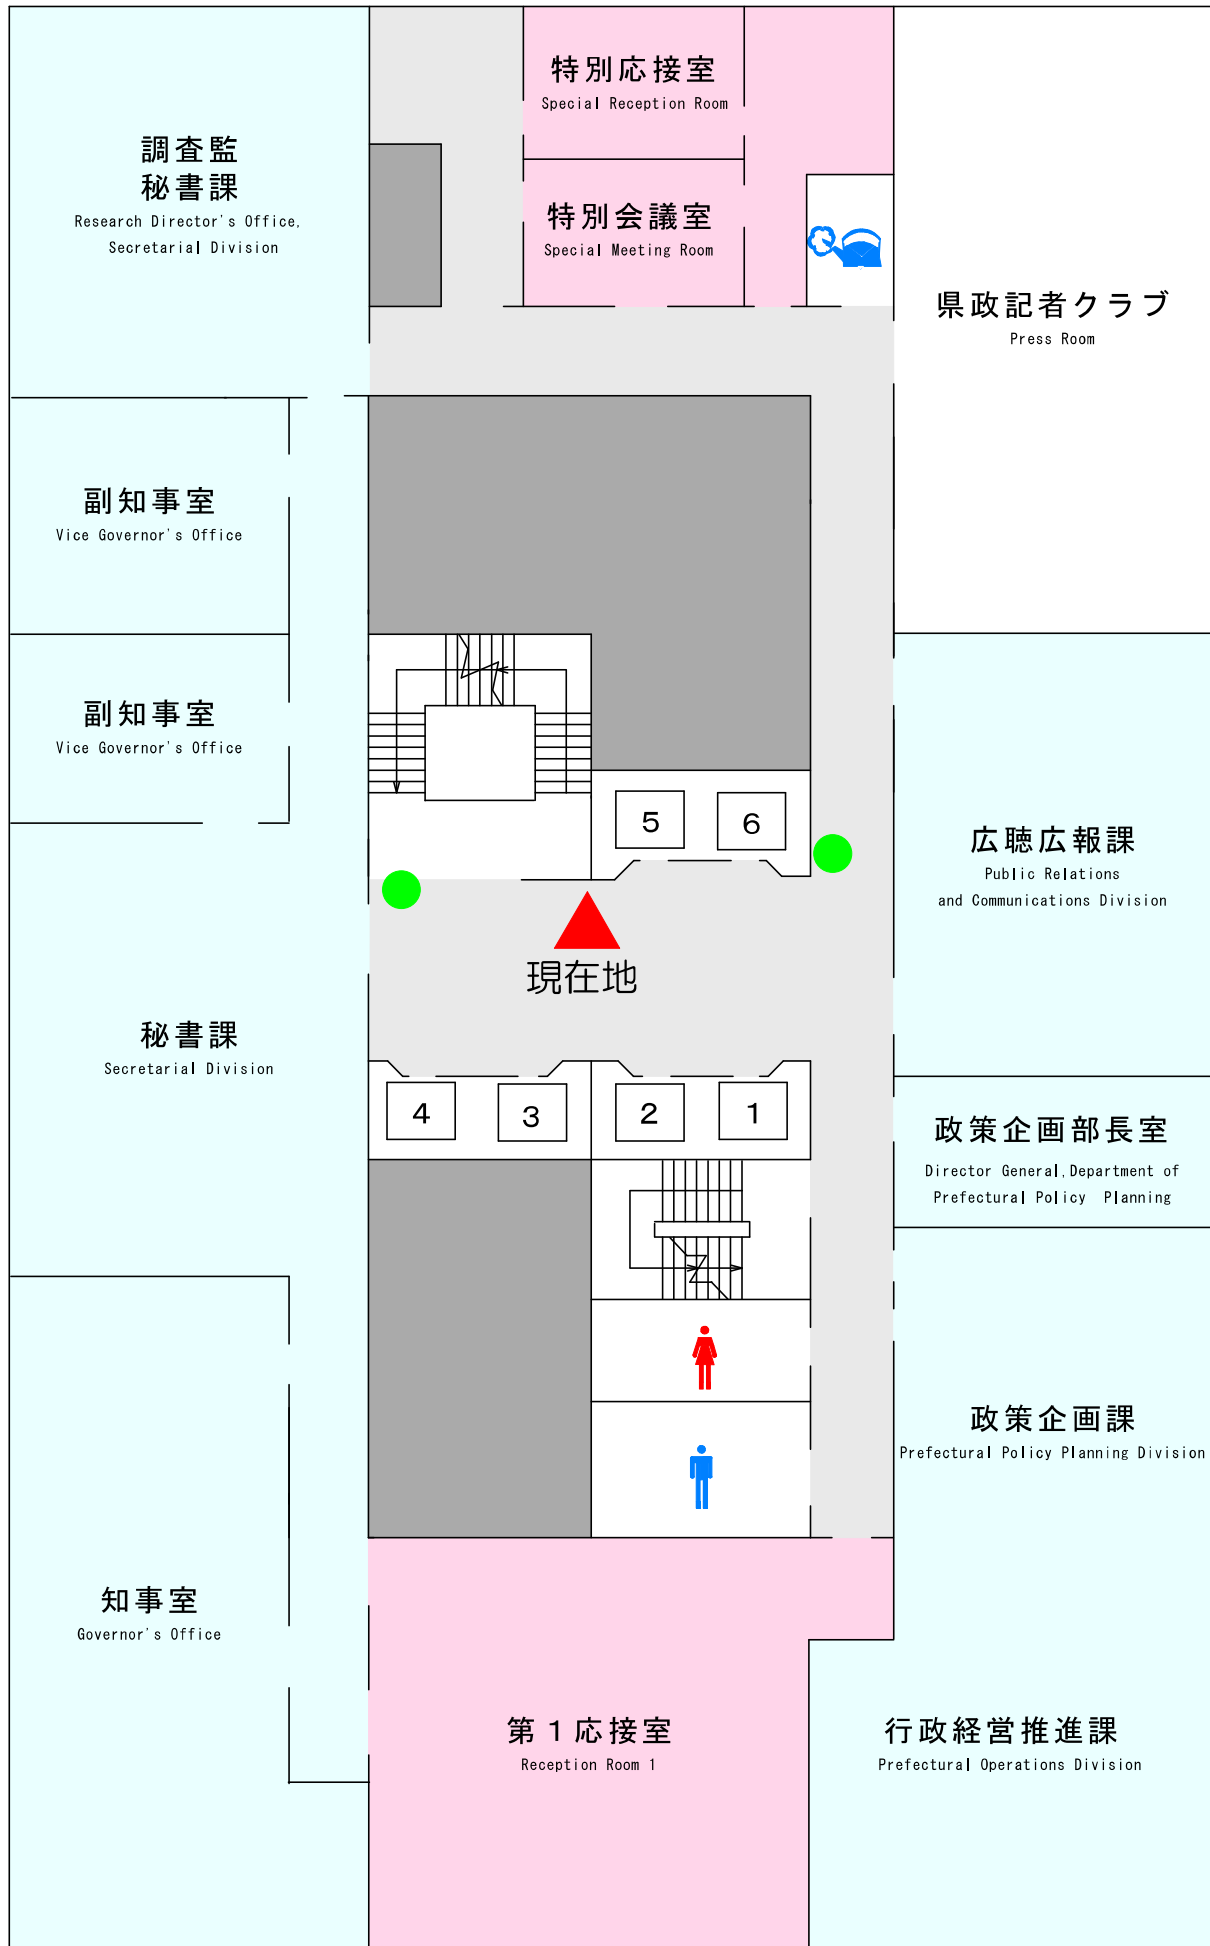 特別応接室
Special Reception Room
調査監
秘書課
Research Director's Office,
Secretarial Division
特別会議室
Special Meeting Room
県政記者クラブ
Press Room
副知事室
Vice Governor's Office
副知事室
Vice Governor's Office
5
6
広聴広報課
Public Relations
and Communications Division
現在地
秘書課
Secretarial Division
4
3
2
1
政策企画部長室
Director General, Department of
Prefectural Policy Planning
政策企画課
Prefectural Policy Planning Division
知事室
Governor's Office
第１応接室
Reception Room 1
行政経営推進課
Prefectural Operations Division